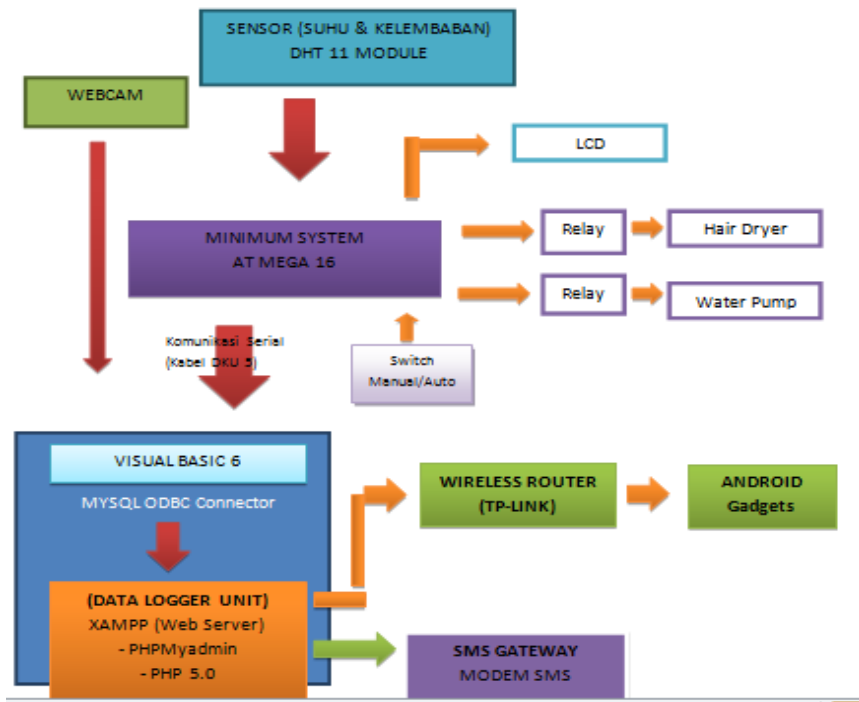 SENSOR (SUHU & KELEMBABAN)
DHT 11 MODULE
WEBCAM
LCD
MINIMUM SYSTEM
AT MEGA 16
Relay
Hair Dryer
Relay
Water Pump
Komunikasi Serial
(Kabel DKU 5)
Switch
Manual/Auto
VISUAL BASIC 6
MYSQL ODBC Connector
WIRELESS ROUTER
(TP-LINK)
ANDROID
Gadgets
(DATA LOGGER UNIT)
XAMPP (Web Server)
- PHPMyadmin
- PHP 5.0
SMS GATEWAY
MODEM SMS